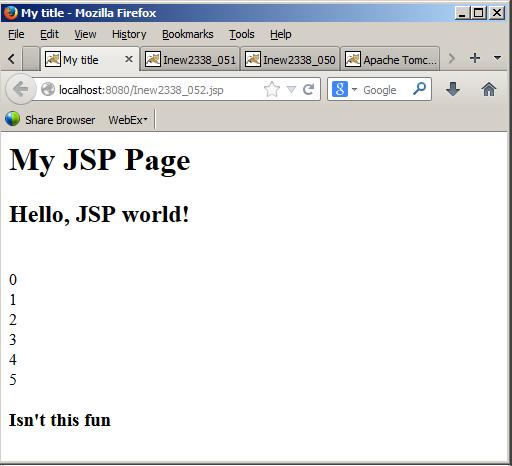 My title - Mozilla Firefox
File Edit View History Bookmarks Tools Help
My title Inew2338_051 Inew2338_050 Apache Tomc...
localhost:8080/Inew2338_052.jsp Google
Share Browser WebEx
My JSP Page
Hello, JSP world!
0
1
2
3
4
5
Isn't this fun